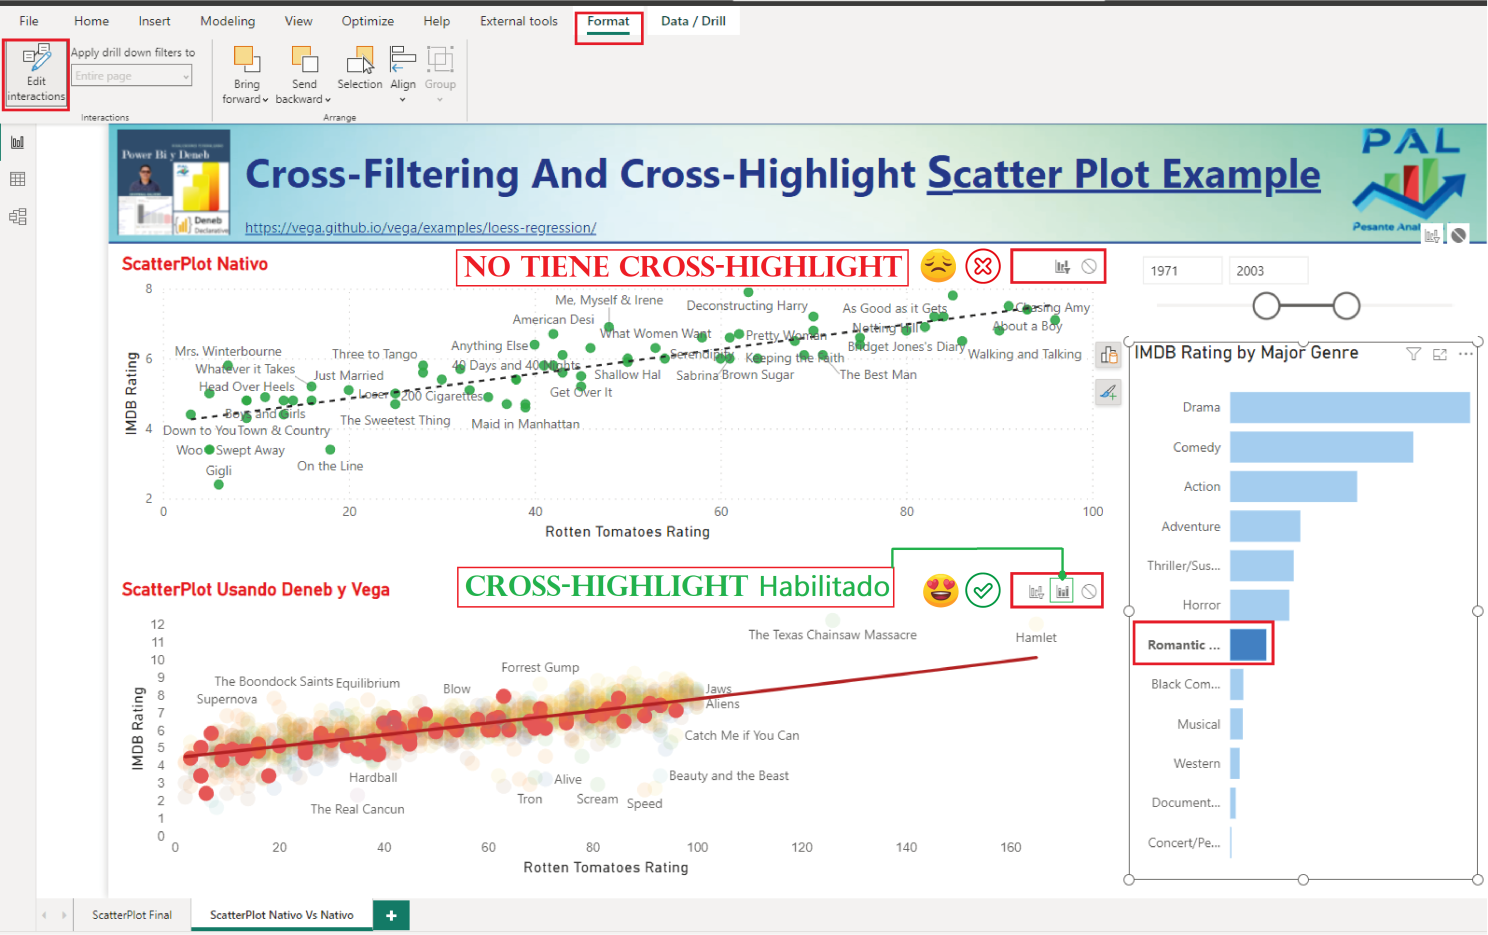 File Home Insert Modeling View Optimize Help External tools Format Data / Drill
Edit interactions
Apply drill down filters to
Entire page
Bring forward
Send backward
Selection
Align
Group
Interactions
Arrange
Power Bi y Deneb
Deneb
Declarative
Cross-Filtering And Cross-Highlight Scatter Plot Example
https://vega.github.io/vega/examples/loess-regression/
PAL
ScatterPlot Nativo
NO TIENE CROSS-HIGHLIGHT
1971
2003
8
6
4
2
IMDB Rating
Me, Myself & Irene
Deconstructing Harry
As Good as it Gets
Chasing Amy
American Desi
What Women Want
Pretty Woman
Notting Hill
About a Boy
Mrs. Winterbourne
Three to Tango
Anything Else
Serendipity
Keeping the Faith
Bridget Jones's Diary
Walking and Talking
Whatever it Takes
Just Married
40 Days and 40 Nights
Shallow Hal
Sabrina
Brown Sugar
The Best Man
Head Over Heels
Loser
200 Cigarettes
Get Over It
Boys and Girls
The Sweetest Thing
Maid in Manhattan
Down to You
Town & Country
Woo
Swept Away
On the Line
Gigli
0 20 40 60 80 100
Rotten Tomatoes Rating
ScatterPlot Usando Deneb y Vega
CROSS-HIGHLIGHT Habilitado
12
11
10
9
8
7
6
5
4
3
2
1
0
IMDB Rating
The Texas Chainsaw Massacre
Hamlet
Forrest Gump
The Boondock Saints
Equilibrium
Blow
Jaws
Supernova
Aliens
Catch Me if You Can
Hardball
Alive
Beauty and the Beast
The Real Cancun
Tron
Scream
Speed
0 20 40 60 80 100 120 140 160
Rotten Tomatoes Rating
IMDB Rating by Major Genre
Drama
Comedy
Action
Adventure
Thriller/Sus...
Horror
Romantic ...
Black Com...
Musical
Western
Document...
Concert/Pe...
ScatterPlot Final
ScatterPlot Nativo Vs Nativo
+